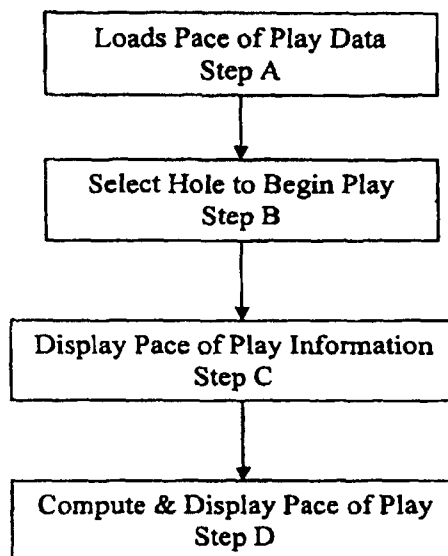 Loads Pace of Play Data
Step A
Select Hole to Begin Play
Step B
Display Pace of Play Information
Step C
Compute & Display Pace of Play
Step D